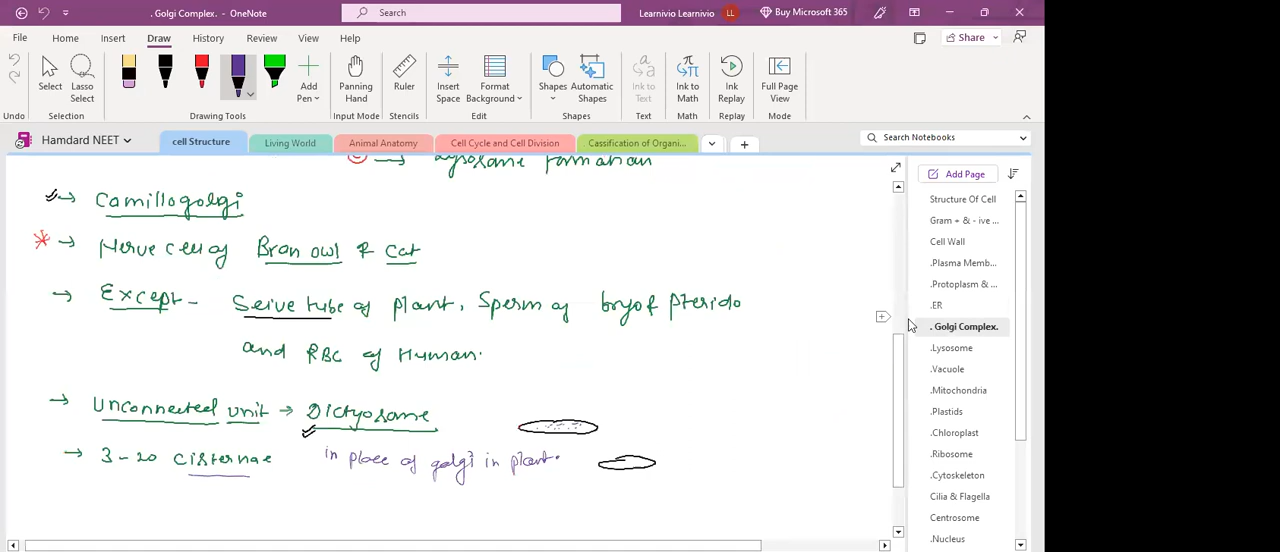 . Golgi Complex. - OneNote
Search
Learnivio Learnivio
LL
Buy Microsoft 365
File
Home
Insert
Draw
History
Review
View
Help
Share
Undo
Select
Lasso Select
Add Pen
Panning Hand
Ruler
Insert Space
Format Background
Shapes
Automatic Shapes
Ink to Text
Ink to Math
Ink Replay
Full Page View
Undo
Selection
Drawing Tools
Input Mode
Stencils
Edit
Shapes
Text
Math
Replay
Mode
Hamdard NEET
cell Structure
Living World
Animal Anatomy
Cell Cycle and Cell Division
Cassification of Organi...
Search Notebooks
Add Page
Structure Of Cell
Gram + & - ive ...
Cell Wall
.Plasma Memb...
.Protoplasm & ...
.ER
. Golgi Complex.
.Lysosome
.Vacuole
.Mitochondria
.Plastids
.Chloroplast
.Ribosome
.Cytoskeleton
Cilia & Flagella
Centrosome
.Nucleus
→ Lysosome formation
→ Camillogolgi
* → Nerve cell of Bran owl & Cat
→ Except - Seive tube of plant, Sperm of bryof Pterido
and RBC of Human.
→ Unconnected unit → Dictyosome
→ 3-20 cisternae in place of golgi in plant.